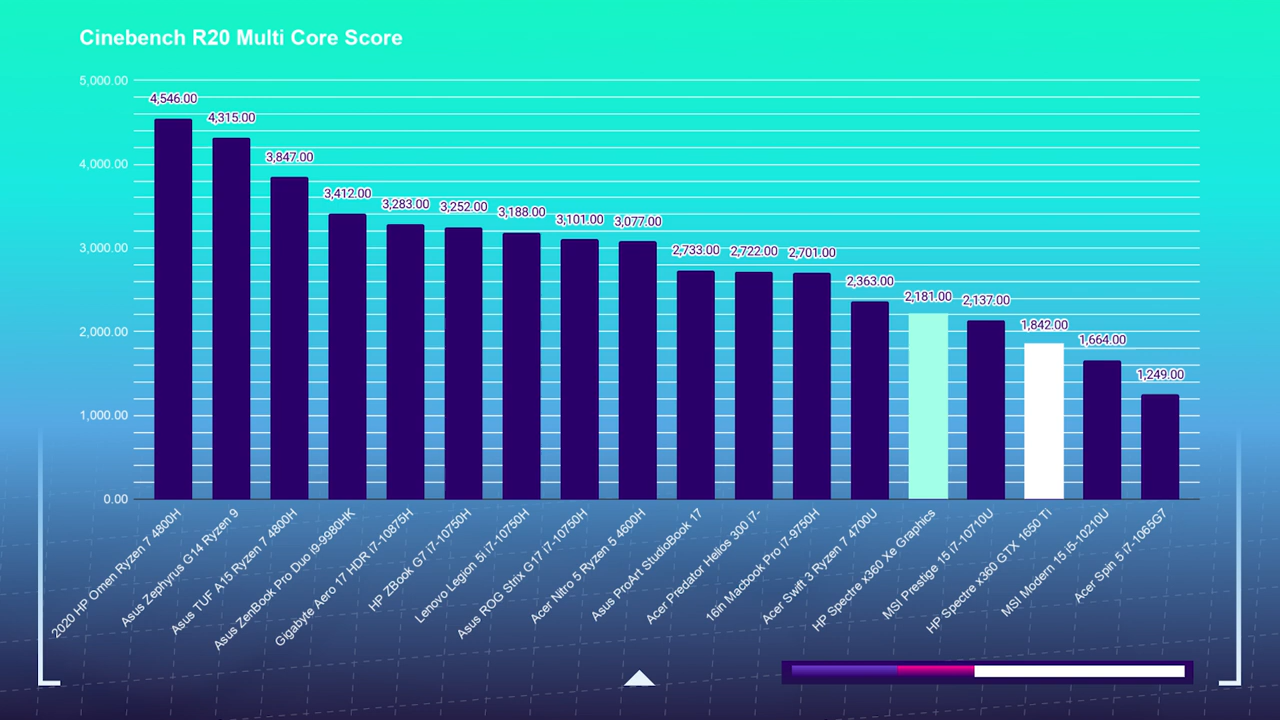 Cinebench R20 Multi Core Score
5,000.00
4,000.00
3,000.00
2,000.00
1,000.00
0.00
4,546.00
4,315.00
3,847.00
3,412.00
3,283.00
3,252.00
3,188.00
3,101.00
3,077.00
2,733.00
2,722.00
2,701.00
2,363.00
2,181.00
2,137.00
1,842.00
1,664.00
1,249.00
2020 HP Omen Ryzen 7 4800H
Asus Zephyrus G14 Ryzen 9
Asus TUF A15 Ryzen 7 4800H
Asus ZenBook Pro Duo i9-9980HK
Gigabyte Aero 17 HDR i7-10875H
HP ZBook G7 i7-10750H
Lenovo Legion 5i i7-10750H
Asus ROG Strix G17 i7-10750H
Acer Nitro 5 Ryzen 5 4600H
Asus ProArt StudioBook 17
Acer Predator Helios 300 i7-
16in Macbook Pro i7-9750H
Acer Swift 3 Ryzen 7 4700U
HP Spectre x360 Xe Graphics
MSI Prestige 15 i7-10710U
HP Spectre x360 GTX 1650 Ti
MSI Modern 15 i5-10210U
Acer Spin 5 i7-1065G7